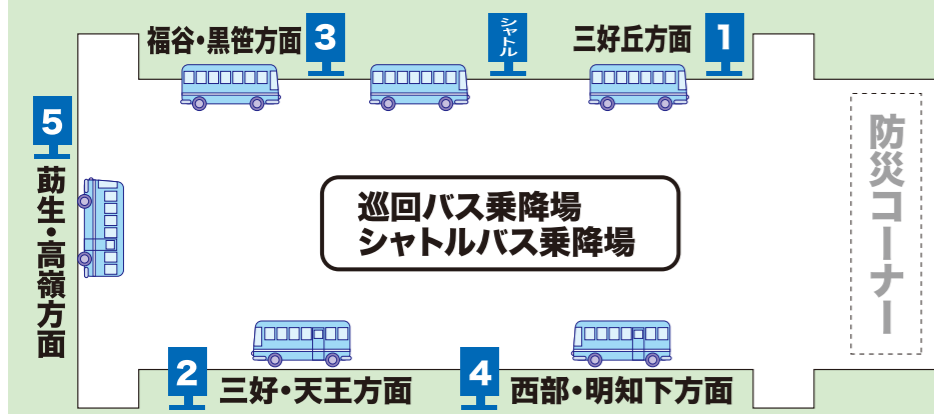 福谷・黒笹方面 3
シャトル
三好丘方面 1
5
莇生・高嶺方面
巡回バス乗降場
シャトルバス乗降場
防災コーナー
2 三好・天王方面
4 西部・明知下方面